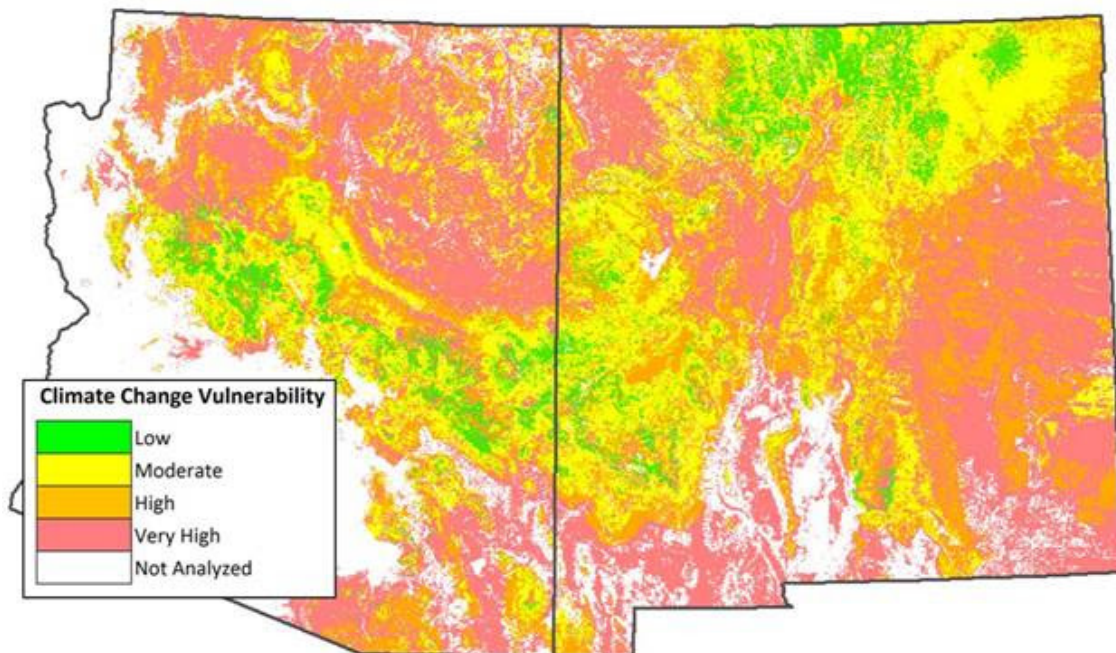 Climate Change Vulnerability
Low
Moderate
High
Very High
Not Analyzed